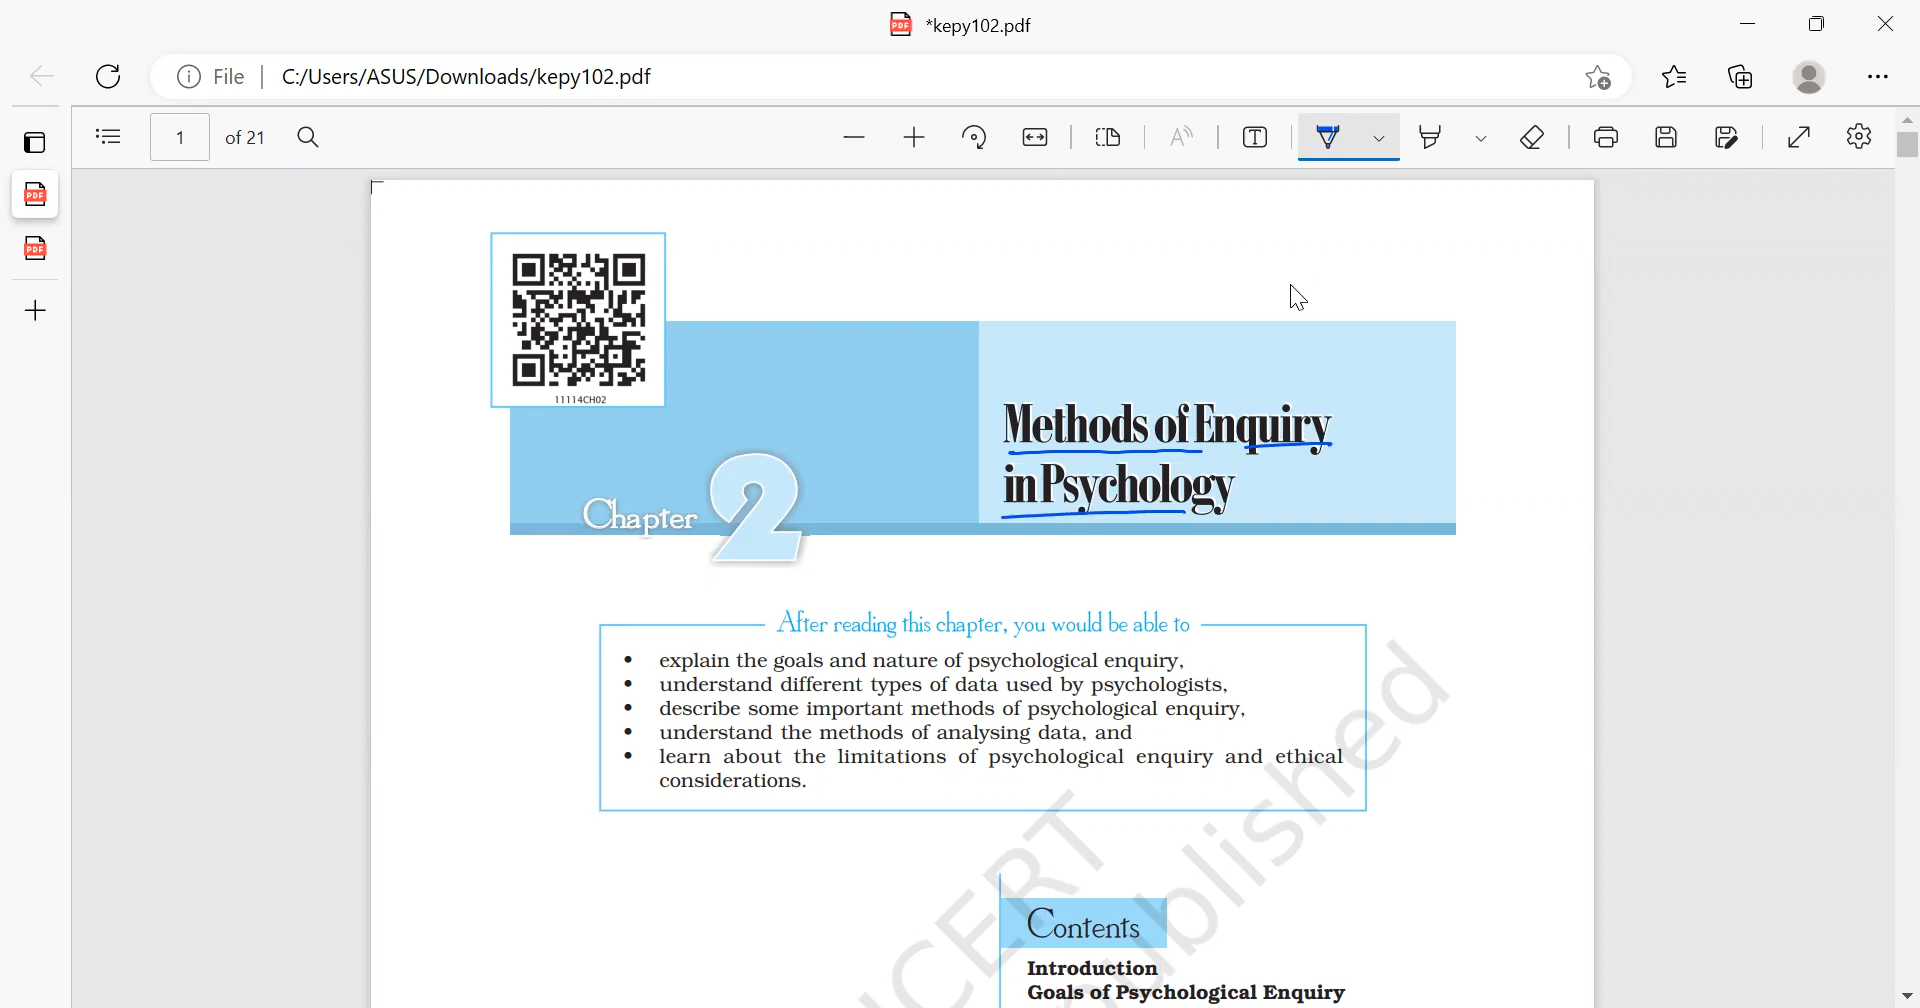 *kepy102.pdf
File
C:/Users/ASUS/Downloads/kepy102.pdf
1 of 21
11114CH02
Methods of Enquiry
in Psychology
Chapter 2
After reading this chapter, you would be able to
• explain the goals and nature of psychological enquiry,
• understand different types of data used by psychologists,
• describe some important methods of psychological enquiry,
• understand the methods of analysing data, and
• learn about the limitations of psychological enquiry and ethical
considerations.
Contents
Introduction
Goals of Psychological Enquiry